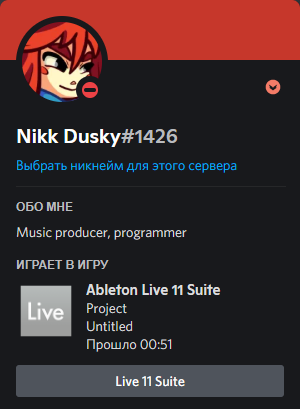 Nikk Dusky#1426
Выбрать никнейм для этого сервера
ОБО МНЕ
Music producer, programmer
ИГРАЕТ В ИГРУ
Live
Ableton Live 11 Suite
Project
Untitled
Прошло 00:51
Live 11 Suite